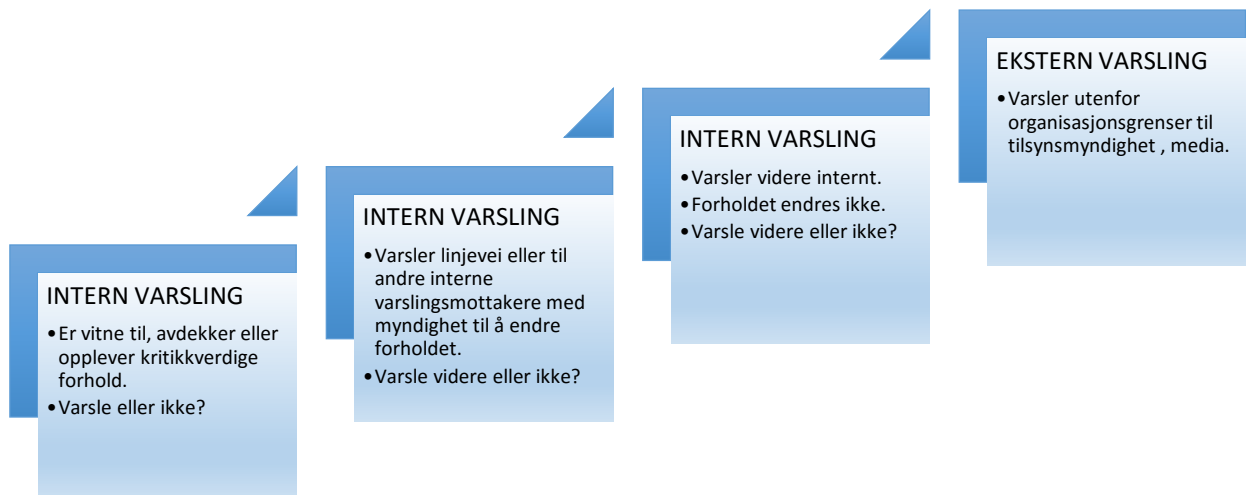 INTERN VARSLING
•Er vitne til, avdekker eller
opplever kritikkverdige
forhold.
•Varsle eller ikke?
INTERN VARSLING
•Varsler linjevei eller til
andre interne
varslingsmottakere med
myndighet til å endre
forholdet.
•Varsle videre eller ikke?
INTERN VARSLING
•Varsler videre internt.
•Forholdet endres ikke.
•Varsle videre eller ikke?
EKSTERN VARSLING
•Varsler utenfor
organisasjonsgrenser til
tilsynsmyndighet , media.